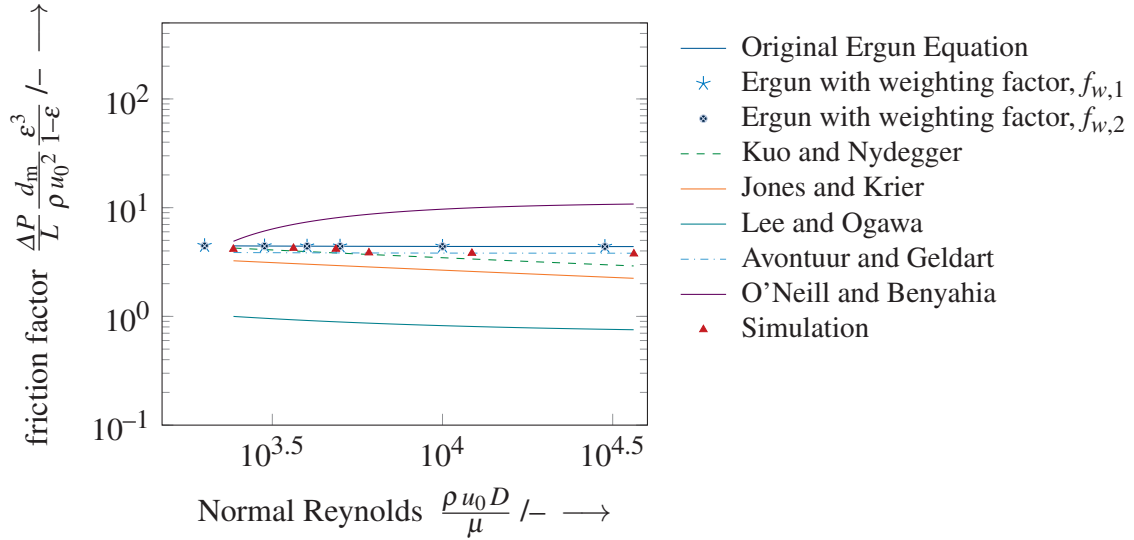 friction factor ΔP/L d_m/(ρ u_0^2) ε^3/(1–ε) /– ⟶
10^2
10^1
10^0
10^−1
10^3.5
10^4
10^4.5
Normal Reynolds ρ u_0 D/μ /– ⟶
Original Ergun Equation
Ergun with weighting factor, f_w,1
Ergun with weighting factor, f_w,2
Kuo and Nydegger
Jones and Krier
Lee and Ogawa
Avontuur and Geldart
O'Neill and Benyahia
Simulation